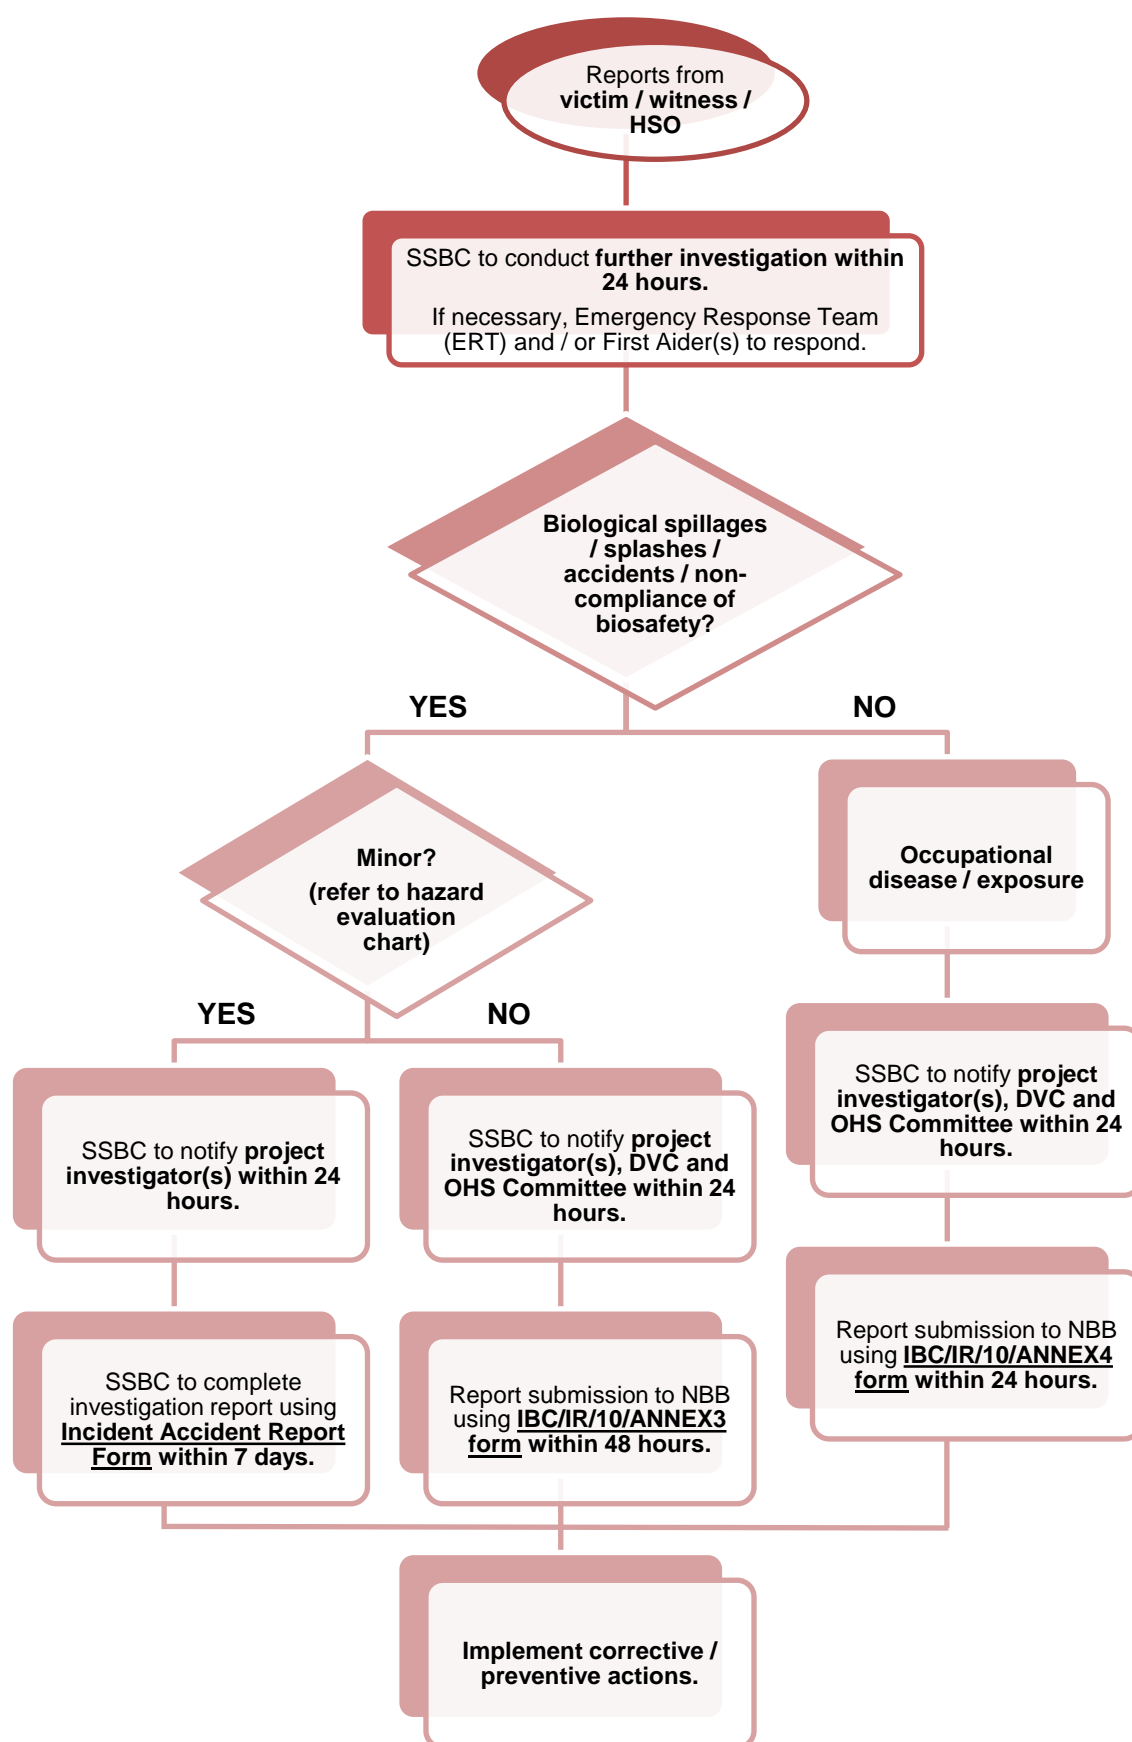 Reports from
victim / witness /
HSO
SSBC to conduct further investigation within
24 hours.
If necessary, Emergency Response Team
(ERT) and / or First Aider(s) to respond.
Biological spillages
/ splashes /
accidents / non-
compliance of
biosafety?
YES
NO
Minor?
(refer to hazard
evaluation
chart)
Occupational
disease / exposure
YES
NO
SSBC to notify project
investigator(s) within 24
hours.
SSBC to notify project
investigator(s), DVC and
OHS Committee within 24
hours.
SSBC to notify project
investigator(s), DVC and
OHS Committee within 24
hours.
SSBC to complete
investigation report using
Incident Accident Report
Form within 7 days.
Report submission to NBB
using IBC/IR/10/ANNEX3
form within 48 hours.
Report submission to NBB
using IBC/IR/10/ANNEX4
form within 24 hours.
Implement corrective /
preventive actions.